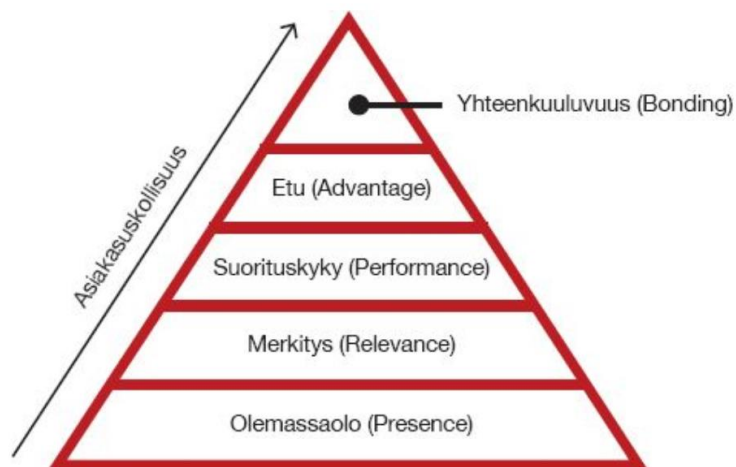 Yhteenkuuluvuus (Bonding)
Etu (Advantage)
Asiakasuskollisuus
Suorituskyky (Performance)
Merkitys (Relevance)
Olemassaolo (Presence)